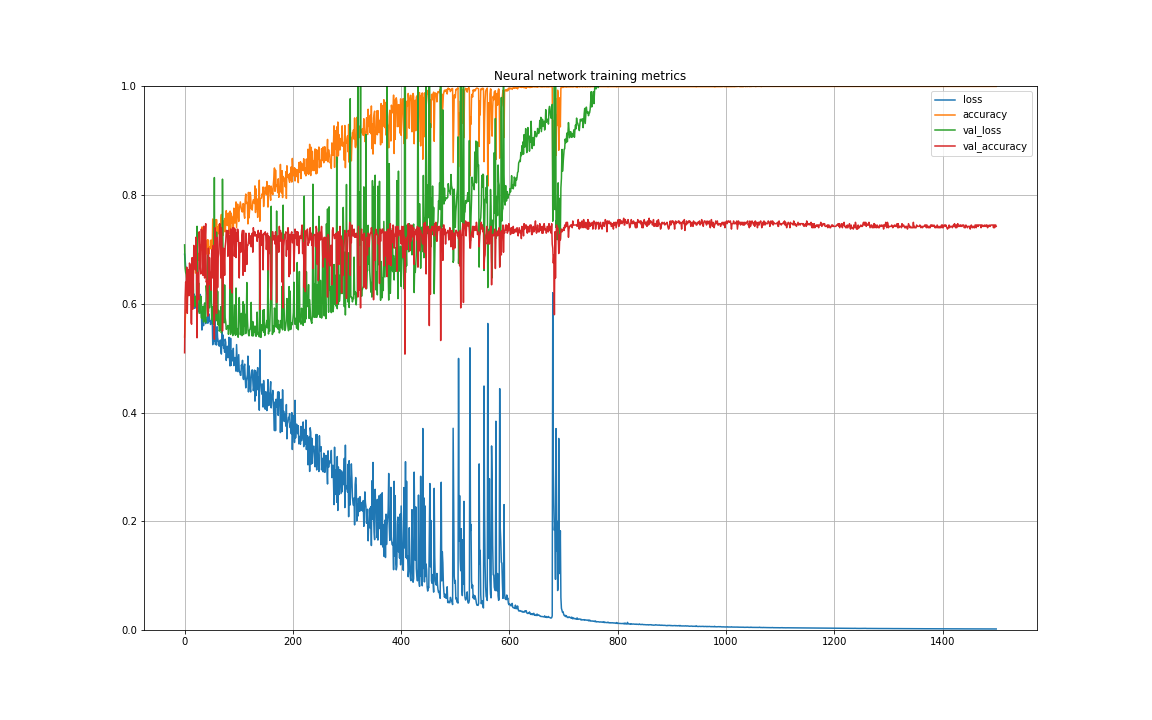 Neural network training metrics
1.0
0.8
0.6
0.4
0.2
0.0
loss
accuracy
val_loss
val_accuracy
0 200 400 600 800 1000 1200 1400